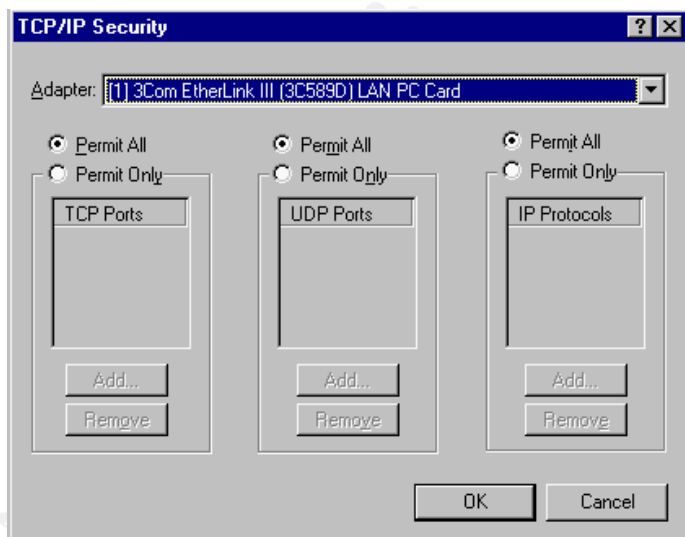 TCP/IP Security
Adapter: [1] 3Com EtherLink III (3C589D) LAN PC Card
Permit All Permit All Permit All
Permit Only Permit Only Permit Only
TCP Ports UDP Ports IP Protocols
Add... Add... Add...
Remove Remove Remove
OK Cancel